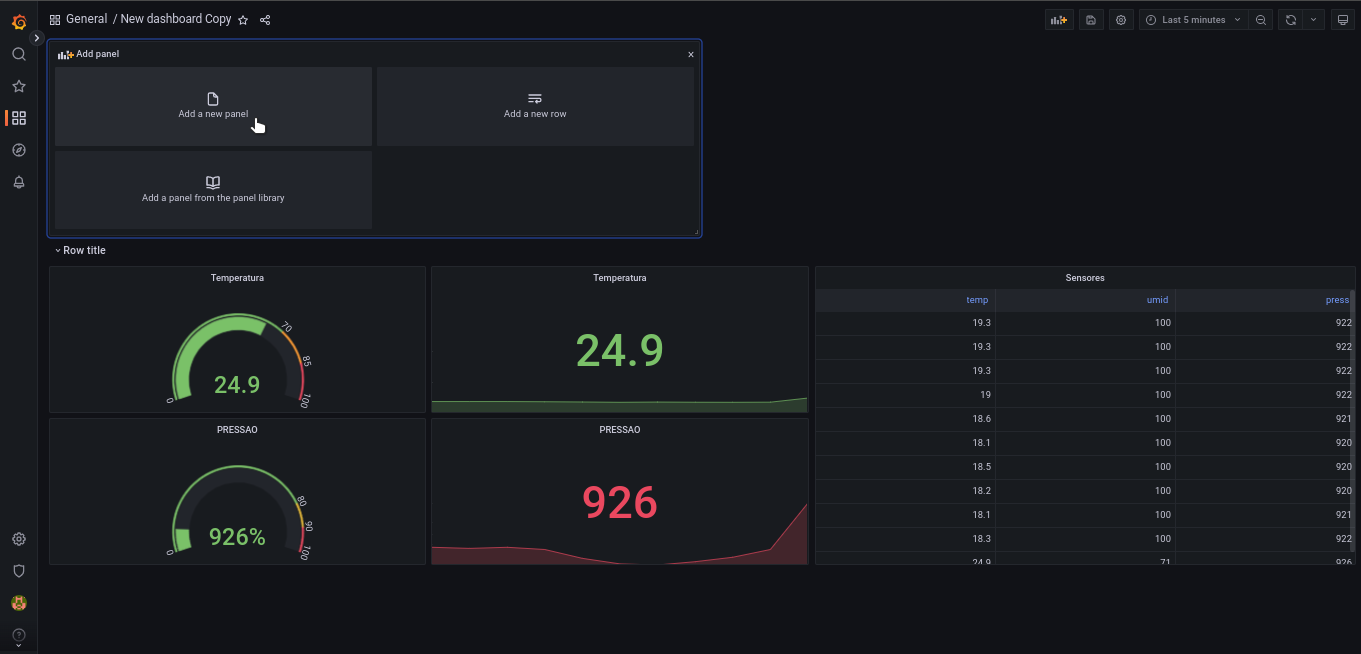 General / New dashboard Copy
Last 5 minutes
Add panel
Add a new panel
Add a new row
Add a panel from the panel library
Row title
Temperatura
0
70
85
100
24.9
Temperatura
24.9
Sensores
temp umid press
19.3 100 922
19.3 100 922
19.3 100 922
19 100 922
18.6 100 921
18.1 100 920
18.5 100 920
18.2 100 920
18.1 100 921
18.3 100 922
24.9 71 926
PRESSAO
0
80
90
100
926%
PRESSAO
926